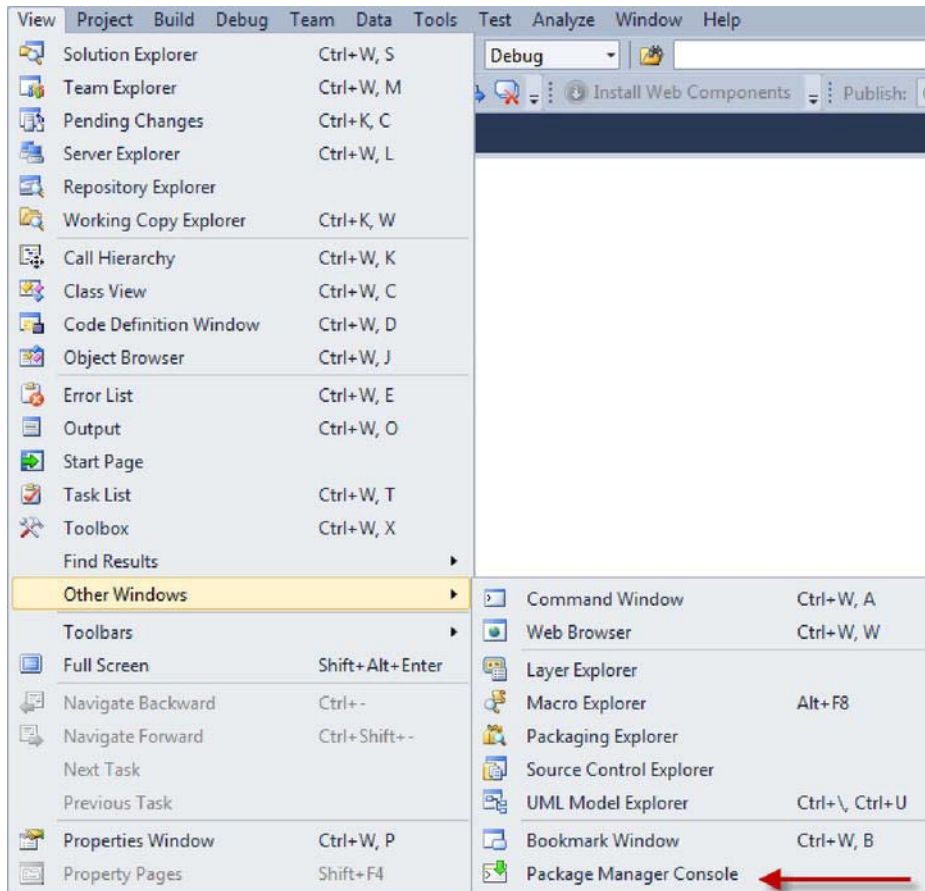 View Project Build Debug Team Data Tools Test Analyze Window Help
Debug
Install Web Components Publish:
Solution Explorer Ctrl+W, S
Team Explorer Ctrl+W, M
Pending Changes Ctrl+K, C
Server Explorer Ctrl+W, L
Repository Explorer
Working Copy Explorer Ctrl+K, W
Call Hierarchy Ctrl+W, K
Class View Ctrl+W, C
Code Definition Window Ctrl+W, D
Object Browser Ctrl+W, J
Error List Ctrl+W, E
Output Ctrl+W, O
Start Page
Task List Ctrl+W, T
Toolbox Ctrl+W, X
Find Results
Other Windows
Toolbars
Full Screen Shift+Alt+Enter
Navigate Backward Ctrl+-
Navigate Forward Ctrl+Shift+-
Next Task
Previous Task
Properties Window Ctrl+W, P
Property Pages Shift+F4
Command Window Ctrl+W, A
Web Browser Ctrl+W, W
Layer Explorer
Macro Explorer Alt+F8
Packaging Explorer
Source Control Explorer
UML Model Explorer Ctrl+\, Ctrl+U
Bookmark Window Ctrl+W, B
Package Manager Console